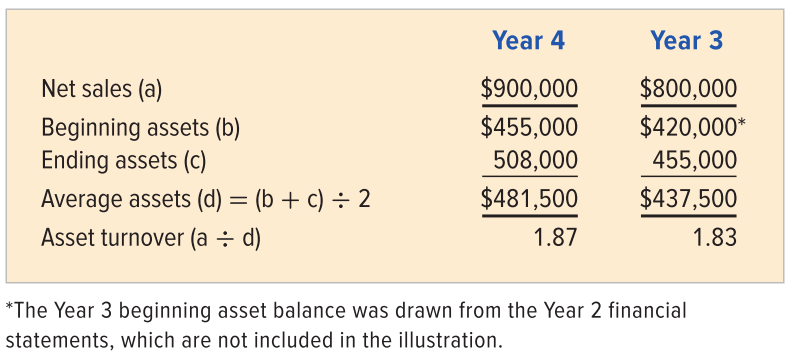 Year 4 Year 3
Net sales (a) $900,000 $800,000
Beginning assets (b) $455,000 $420,000*
Ending assets (c) 508,000 455,000
Average assets (d) = (b + c) ÷ 2 $481,500 $437,500
Asset turnover (a ÷ d) 1.87 1.83
*The Year 3 beginning asset balance was drawn from the Year 2 financial
statements, which are not included in the illustration.